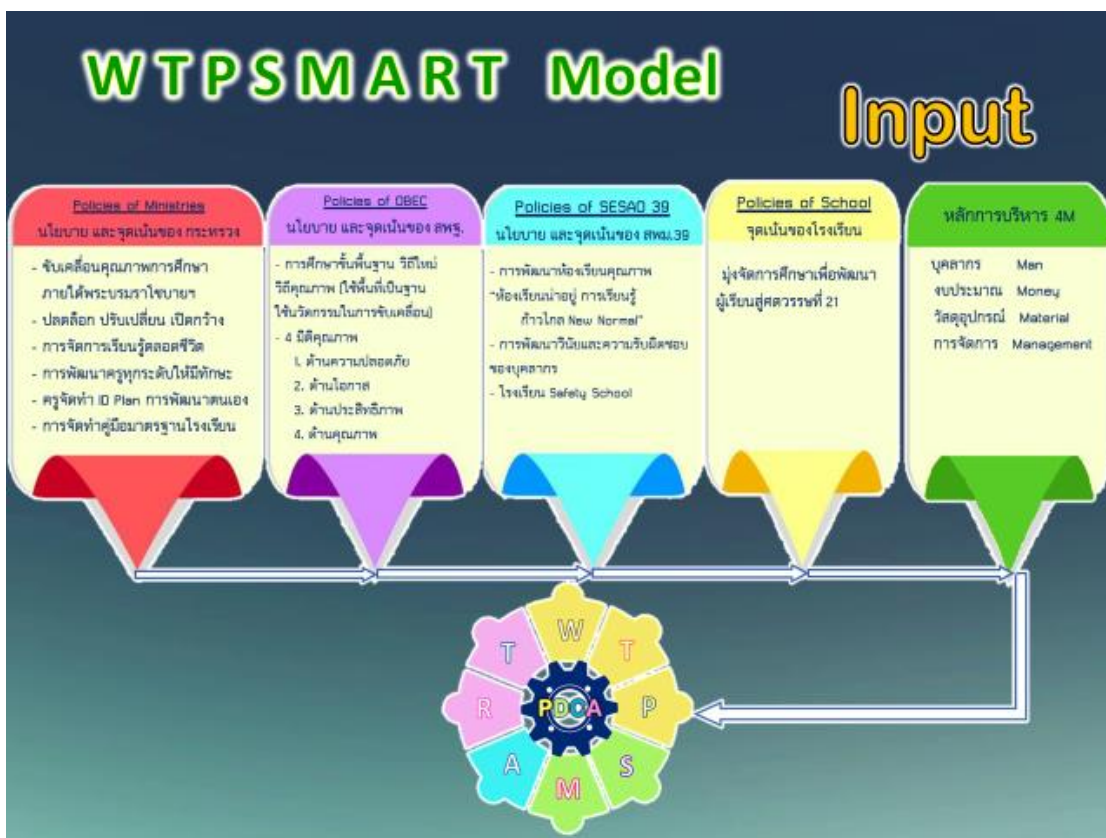 WTPSMART Model
Input
Policies of Ministries
นโยบาย และจุดเน้นของ กระทรวง
- ขับเคลื่อนคุณภาพการศึกษา
ภายใต้พระบรมราโชบายฯ
- ปลดล็อก ปรับเปลี่ยน เปิดกว้าง
- การจัดการเรียนรู้ตลอดชีวิต
- การพัฒนาครูทุกระดับให้มีทักษะ
- ครูจัดทำ ID Plan การพัฒนาตนเอง
- การจัดทำคู่มือมาตรฐานโรงเรียน
Policies of OBEC
นโยบาย และจุดเน้นของ สพฐ.
- การศึกษาขั้นพื้นฐาน วิถีใหม่
วิถีคุณภาพ (ใช้พื้นที่เป็นฐาน
ใช้นวัตกรรมในการขับเคลื่อน)
- 4 มิติคุณภาพ
1. ด้านความปลอดภัย
2. ด้านโอกาส
3. ด้านประสิทธิภาพ
4. ด้านคุณภาพ
Policies of SESAO 39
นโยบาย และจุดเน้นของ สพม.39
- การพัฒนาห้องเรียนคุณภาพ
"ห้องเรียนน่าอยู่ การเรียนรู้
ก้าวไกล New Normal"
- การพัฒนาวินัยและความรับผิดชอบ
ของบุคลากร
- โรงเรียน Safety School
Policies of School
จุดเน้นของโรงเรียน
มุ่งจัดการศึกษาเพื่อพัฒนา
ผู้เรียนสู่ศตวรรษที่ 21
หลักการบริหาร 4M
บุคลากร Man
งบประมาณ Money
วัสดุอุปกรณ์ Material
การจัดการ Management
W
T
P
S
M
A
R
T
PDCA